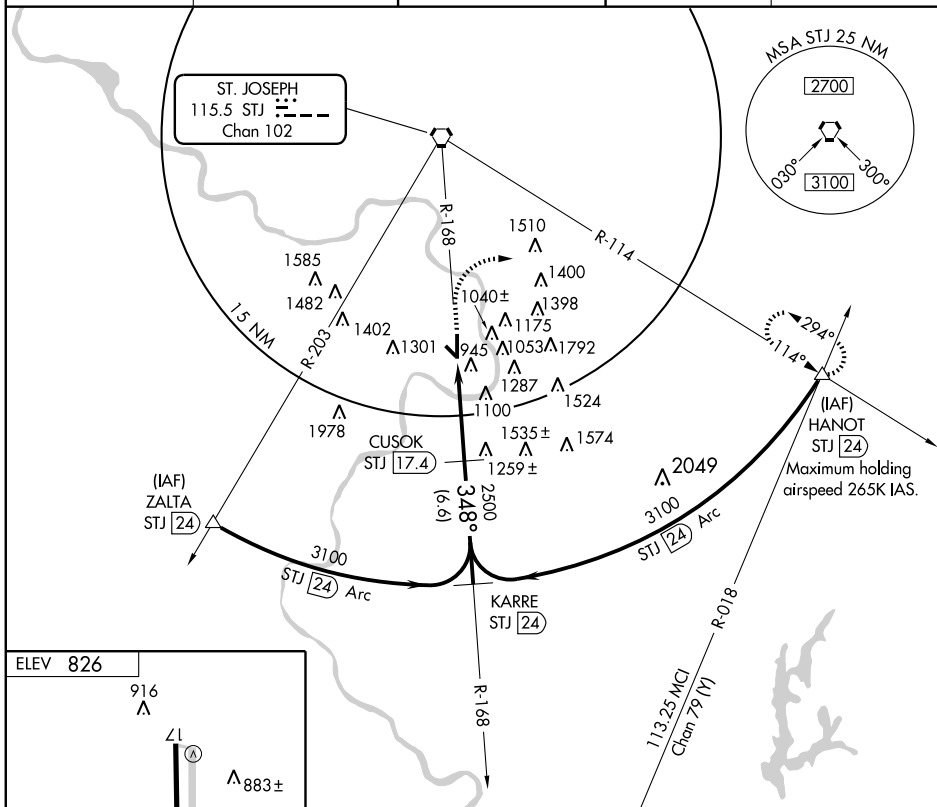 MSA STJ 25 NM
2700
030°
300°
3100
ST. JOSEPH
115.5 STJ
Chan 102
R-168
R-114
R-203
15 NM
1510
1585
1400
1482
1040±
1398
1402
1175
1301
945
1053
1792
1287
1524
1100
1978
294°
114°
(IAF)
HANOT
STJ 24
Maximum holding
airspeed 265K IAS.
CUSOK
STJ 17.4
1535±
1574
1259±
2049
(IAF)
ZALTA
STJ 24
348°
2500
(6.6)
3100
STJ 24 Arc
3100
STJ 24 Arc
KARRE
STJ 24
R-018
R-168
113.25 MCI
Chan 79 (Y)
ELEV 826
916
17
A
883±